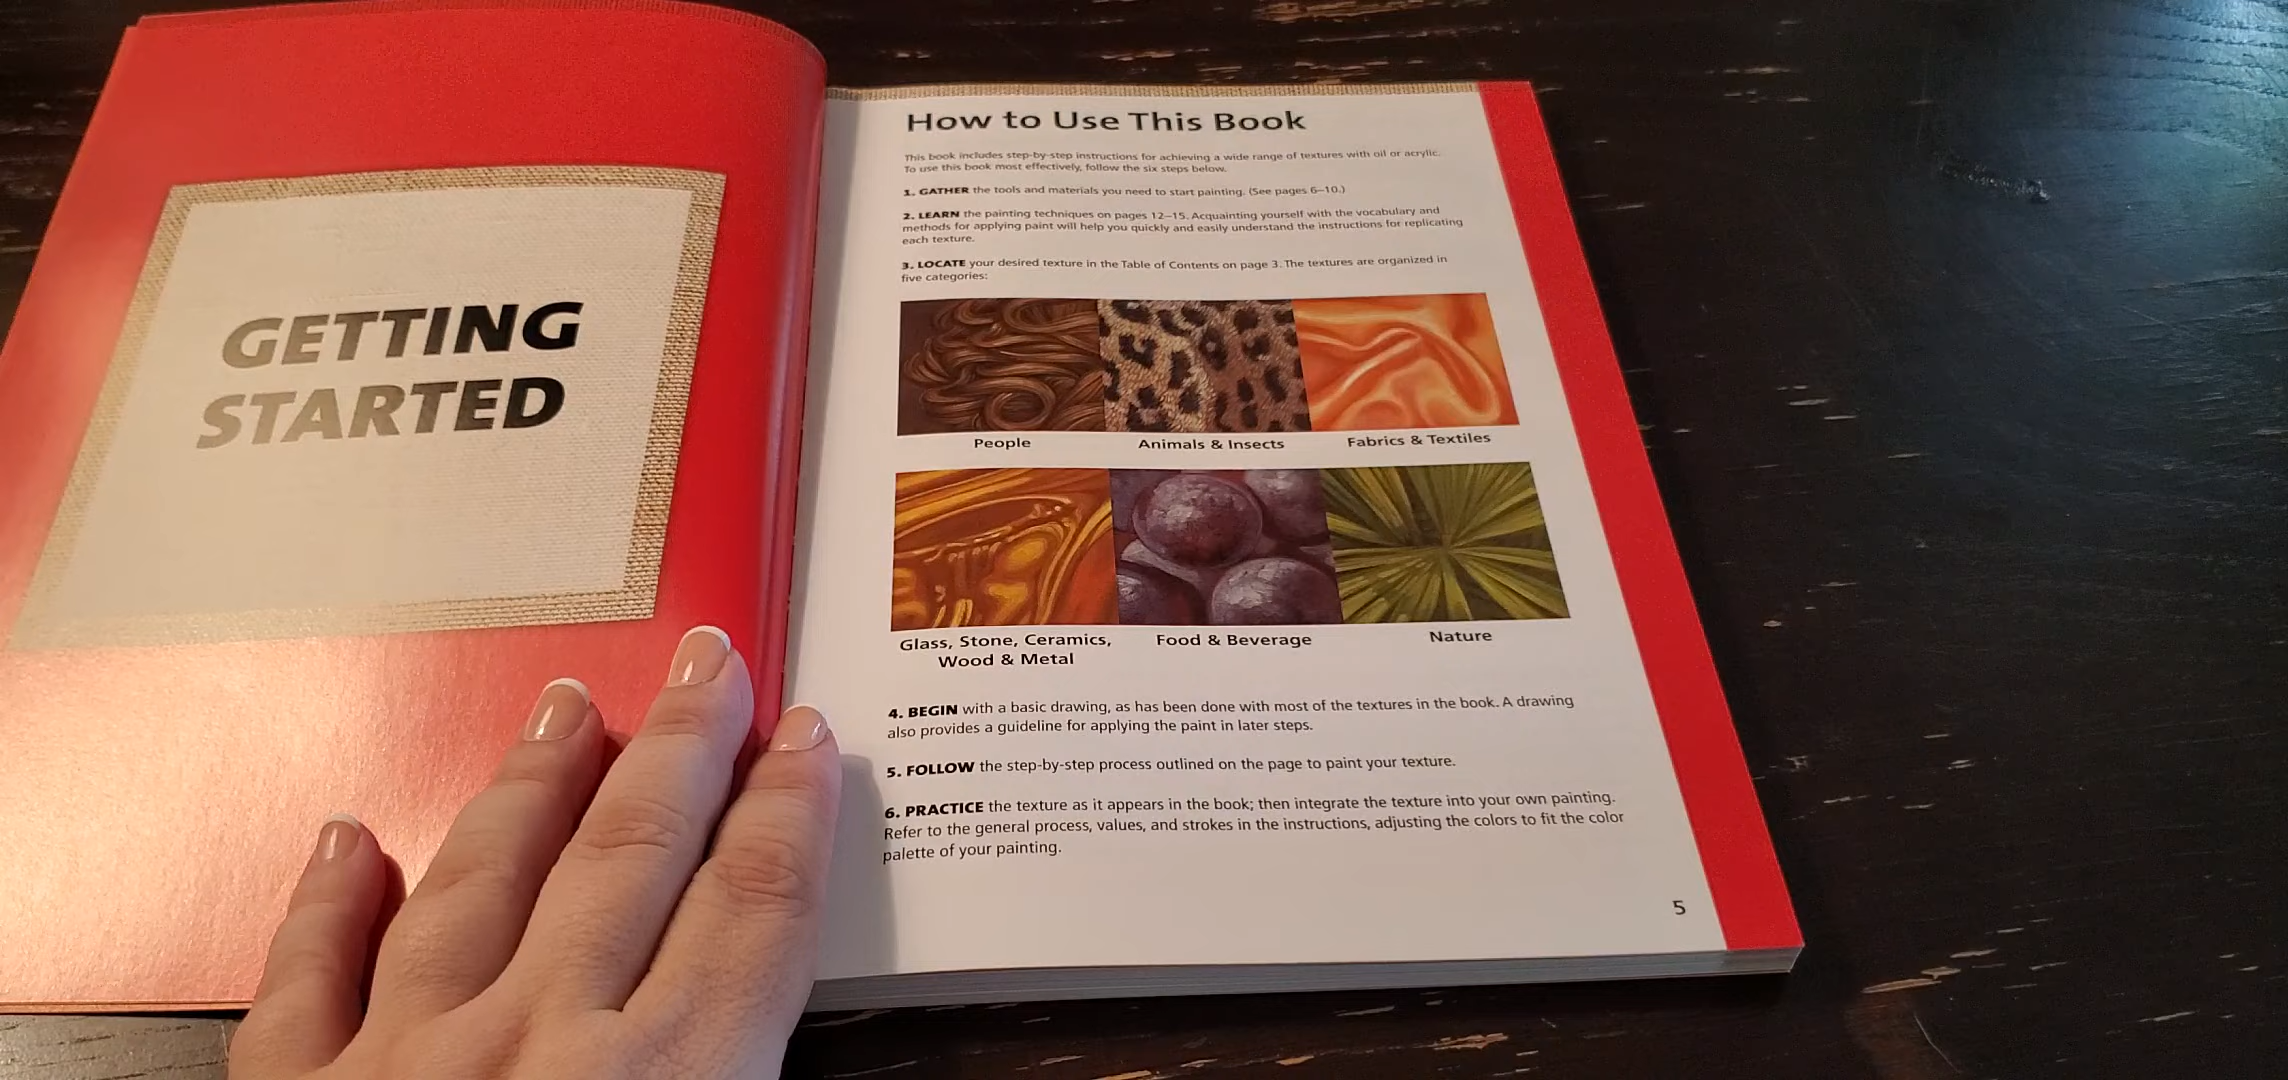 GETTING
STARTED
How to Use This Book
This book includes step-by-step instructions for achieving a wide range of textures with oil or acrylic.
To use this book most effectively, follow the six steps below.
1. GATHER the tools and materials you need to start painting. (See pages 6–10.)
2. LEARN the painting techniques on pages 12–15. Acquainting yourself with the vocabulary and
methods for applying paint will help you quickly and easily understand the instructions for replicating
each texture.
3. LOCATE your desired texture in the Table of Contents on page 3. The textures are organized in
five categories:
People
Animals & Insects
Fabrics & Textiles
Glass, Stone, Ceramics,
Wood & Metal
Food & Beverage
Nature
4. BEGIN with a basic drawing, as has been done with most of the textures in the book. A drawing
also provides a guideline for applying the paint in later steps.
5. FOLLOW the step-by-step process outlined on the page to paint your texture.
6. PRACTICE the texture as it appears in the book; then integrate the texture into your own painting.
Refer to the general process, values, and strokes in the instructions, adjusting the colors to fit the color
palette of your painting.
5